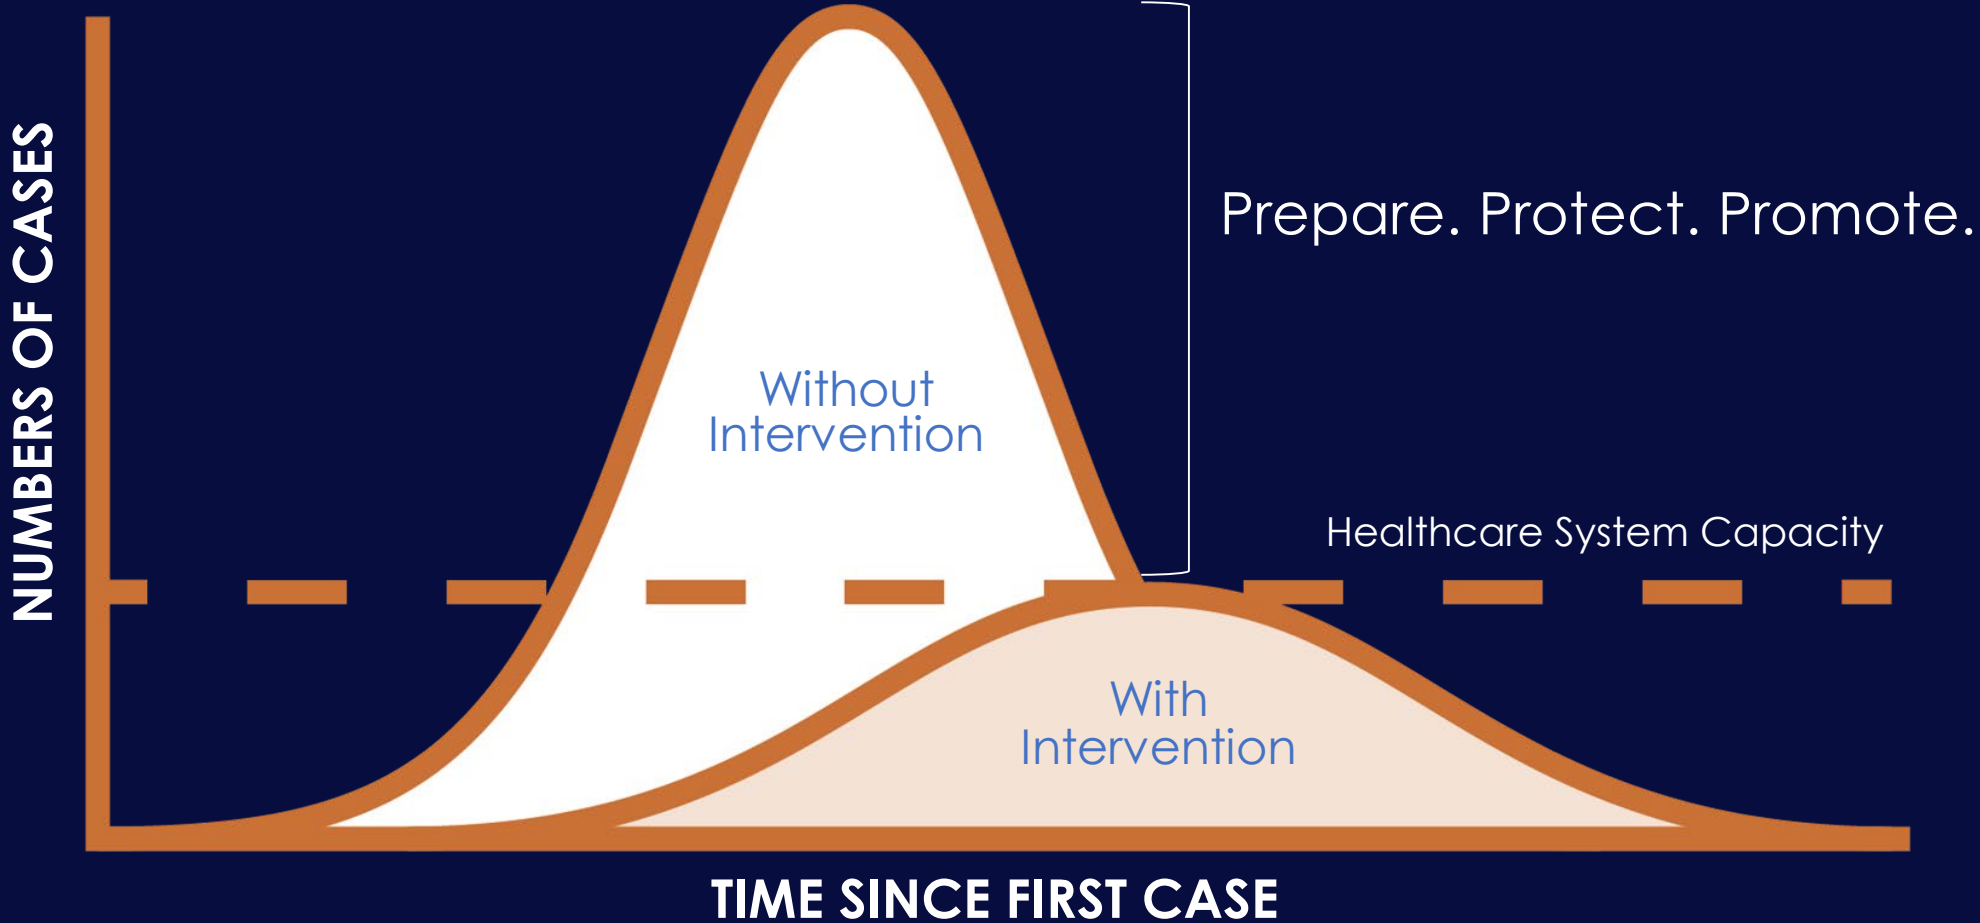 NUMBERS OF CASES
Prepare. Protect. Promote.
Without
Intervention
Healthcare System Capacity
With
Intervention
TIME SINCE FIRST CASE